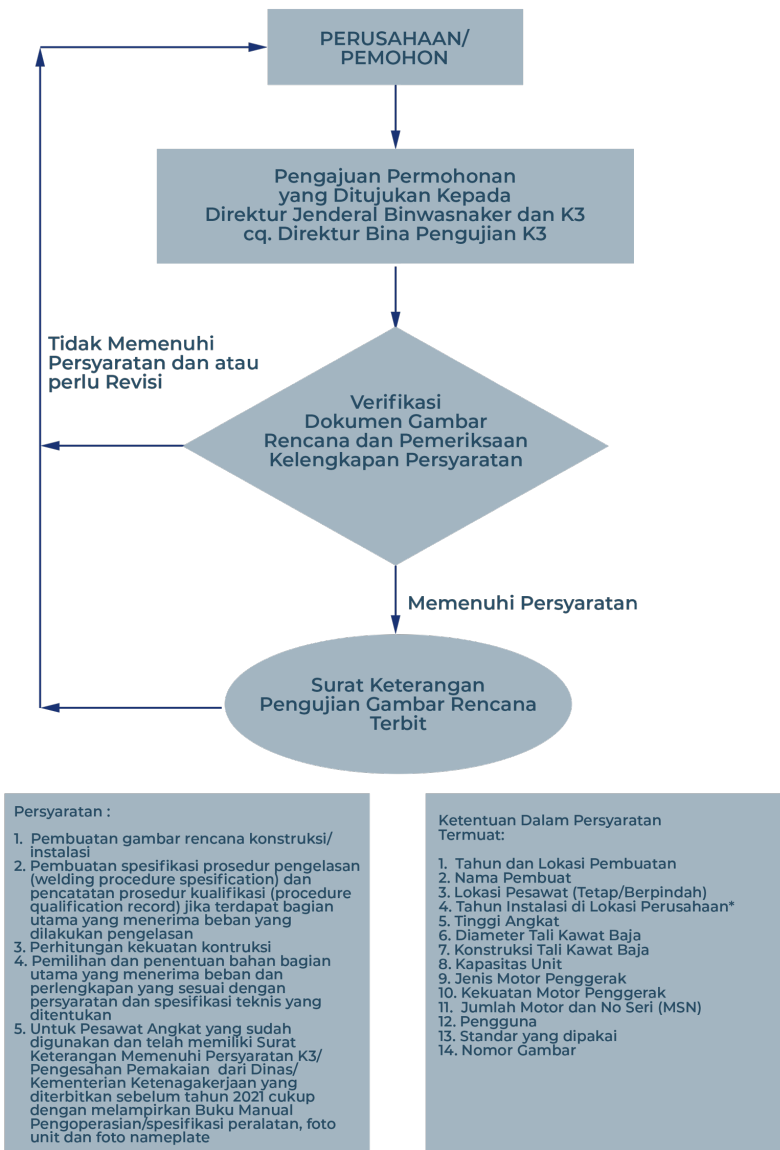 PERUSAHAAN/
PEMOHON
Pengajuan Permohonan
yang Ditujukan Kepada
Direktur Jenderal Binwasnaker dan K3
cq. Direktur Bina Pengujian K3
Tidak Memenuhi
Persyaratan dan atau
perlu Revisi
Verifikasi
Dokumen Gambar
Rencana dan Pemeriksaan
Kelengkapan Persyaratan
Memenuhi Persyaratan
Surat Keterangan
Pengujian Gambar Rencana
Terbit
Persyaratan :
1. Pembuatan gambar rencana konstruksi/
instalasi
2. Pembuatan spesifikasi prosedur pengelasan
(welding procedure spesification) dan
pencatatan prosedur kualifikasi (procedure
qualification record) jika terdapat bagian
utama yang menerima beban yang
dilakukan pengelasan
3. Perhitungan kekuatan kontruksi
4. Pemilihan dan penentuan bahan bagian
utama yang menerima beban dan
perlengkapan yang sesuai dengan
persyaratan dan spesifikasi teknis yang
ditentukan
5. Untuk Pesawat Angkat yang sudah
digunakan dan telah memiliki Surat
Keterangan Memenuhi Persyaratan K3/
Pengesahan Pemakaian dari Dinas/
Kementerian Ketenagakerjaan yang
diterbitkan sebelum tahun 2021 cukup
dengan melampirkan Buku Manual
Pengoperasian/spesifikasi peralatan, foto
unit dan foto nameplate
Ketentuan Dalam Persyaratan
Termuat:
1. Tahun dan Lokasi Pembuatan
2. Nama Pembuat
3. Lokasi Pesawat (Tetap/Berpindah)
4. Tahun Instalasi di Lokasi Perusahaan*
5. Tinggi Angkat
6. Diameter Tali Kawat Baja
7. Konstruksi Tali Kawat Baja
8. Kapasitas Unit
9. Jenis Motor Penggerak
10. Kekuatan Motor Penggerak
11. Jumlah Motor dan No Seri (MSN)
12. Pengguna
13. Standar yang dipakai
14. Nomor Gambar